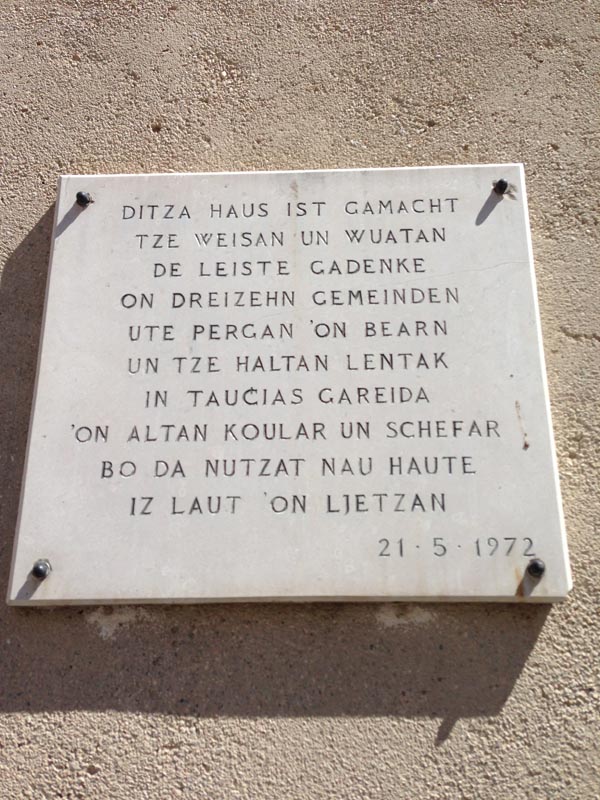 DITZA HAUS IST GAMACHT
TZE WEISAN UN WUATAN
DE LEISTE GADENKE
ON DREIZEHN GEMEINDEN
UTE PERGAN 'ON BEARN
UN TZE HALTAN LENTAK
IN TAUĊIAS GAREIDA
'ON ALTAN KOULAR UN SCHEFAR
BO DA NUTZAT NAU HAUTE
IZ LAUT 'ON LJETZAN
21 · 5 · 1972